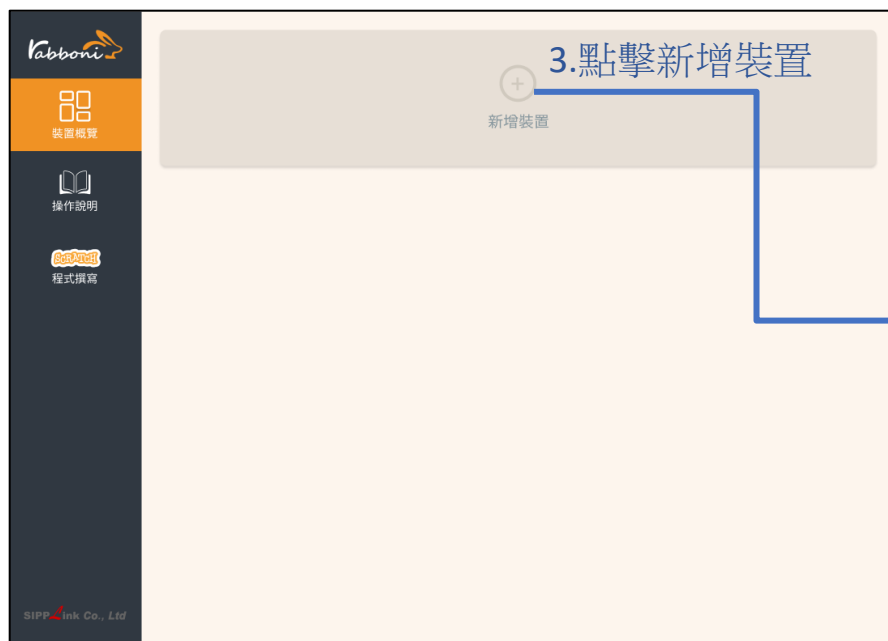 rabboni
3.點擊新增裝置
新增裝置
裝置概覽
操作說明
SCRATCH
程式撰寫
SIPPLink Co., Ltd